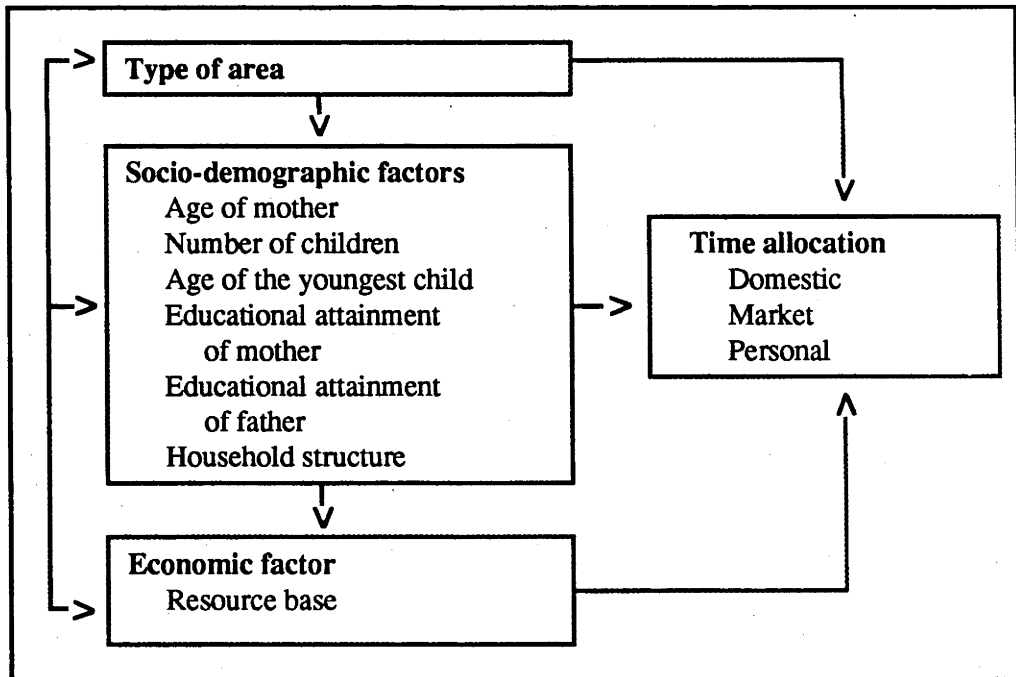 Type of area
Socio-demographic factors
Age of mother
Number of children
Age of the youngest child
Educational attainment
of mother
Educational attainment
of father
Household structure
Economic factor
Resource base
Time allocation
Domestic
Market
Personal